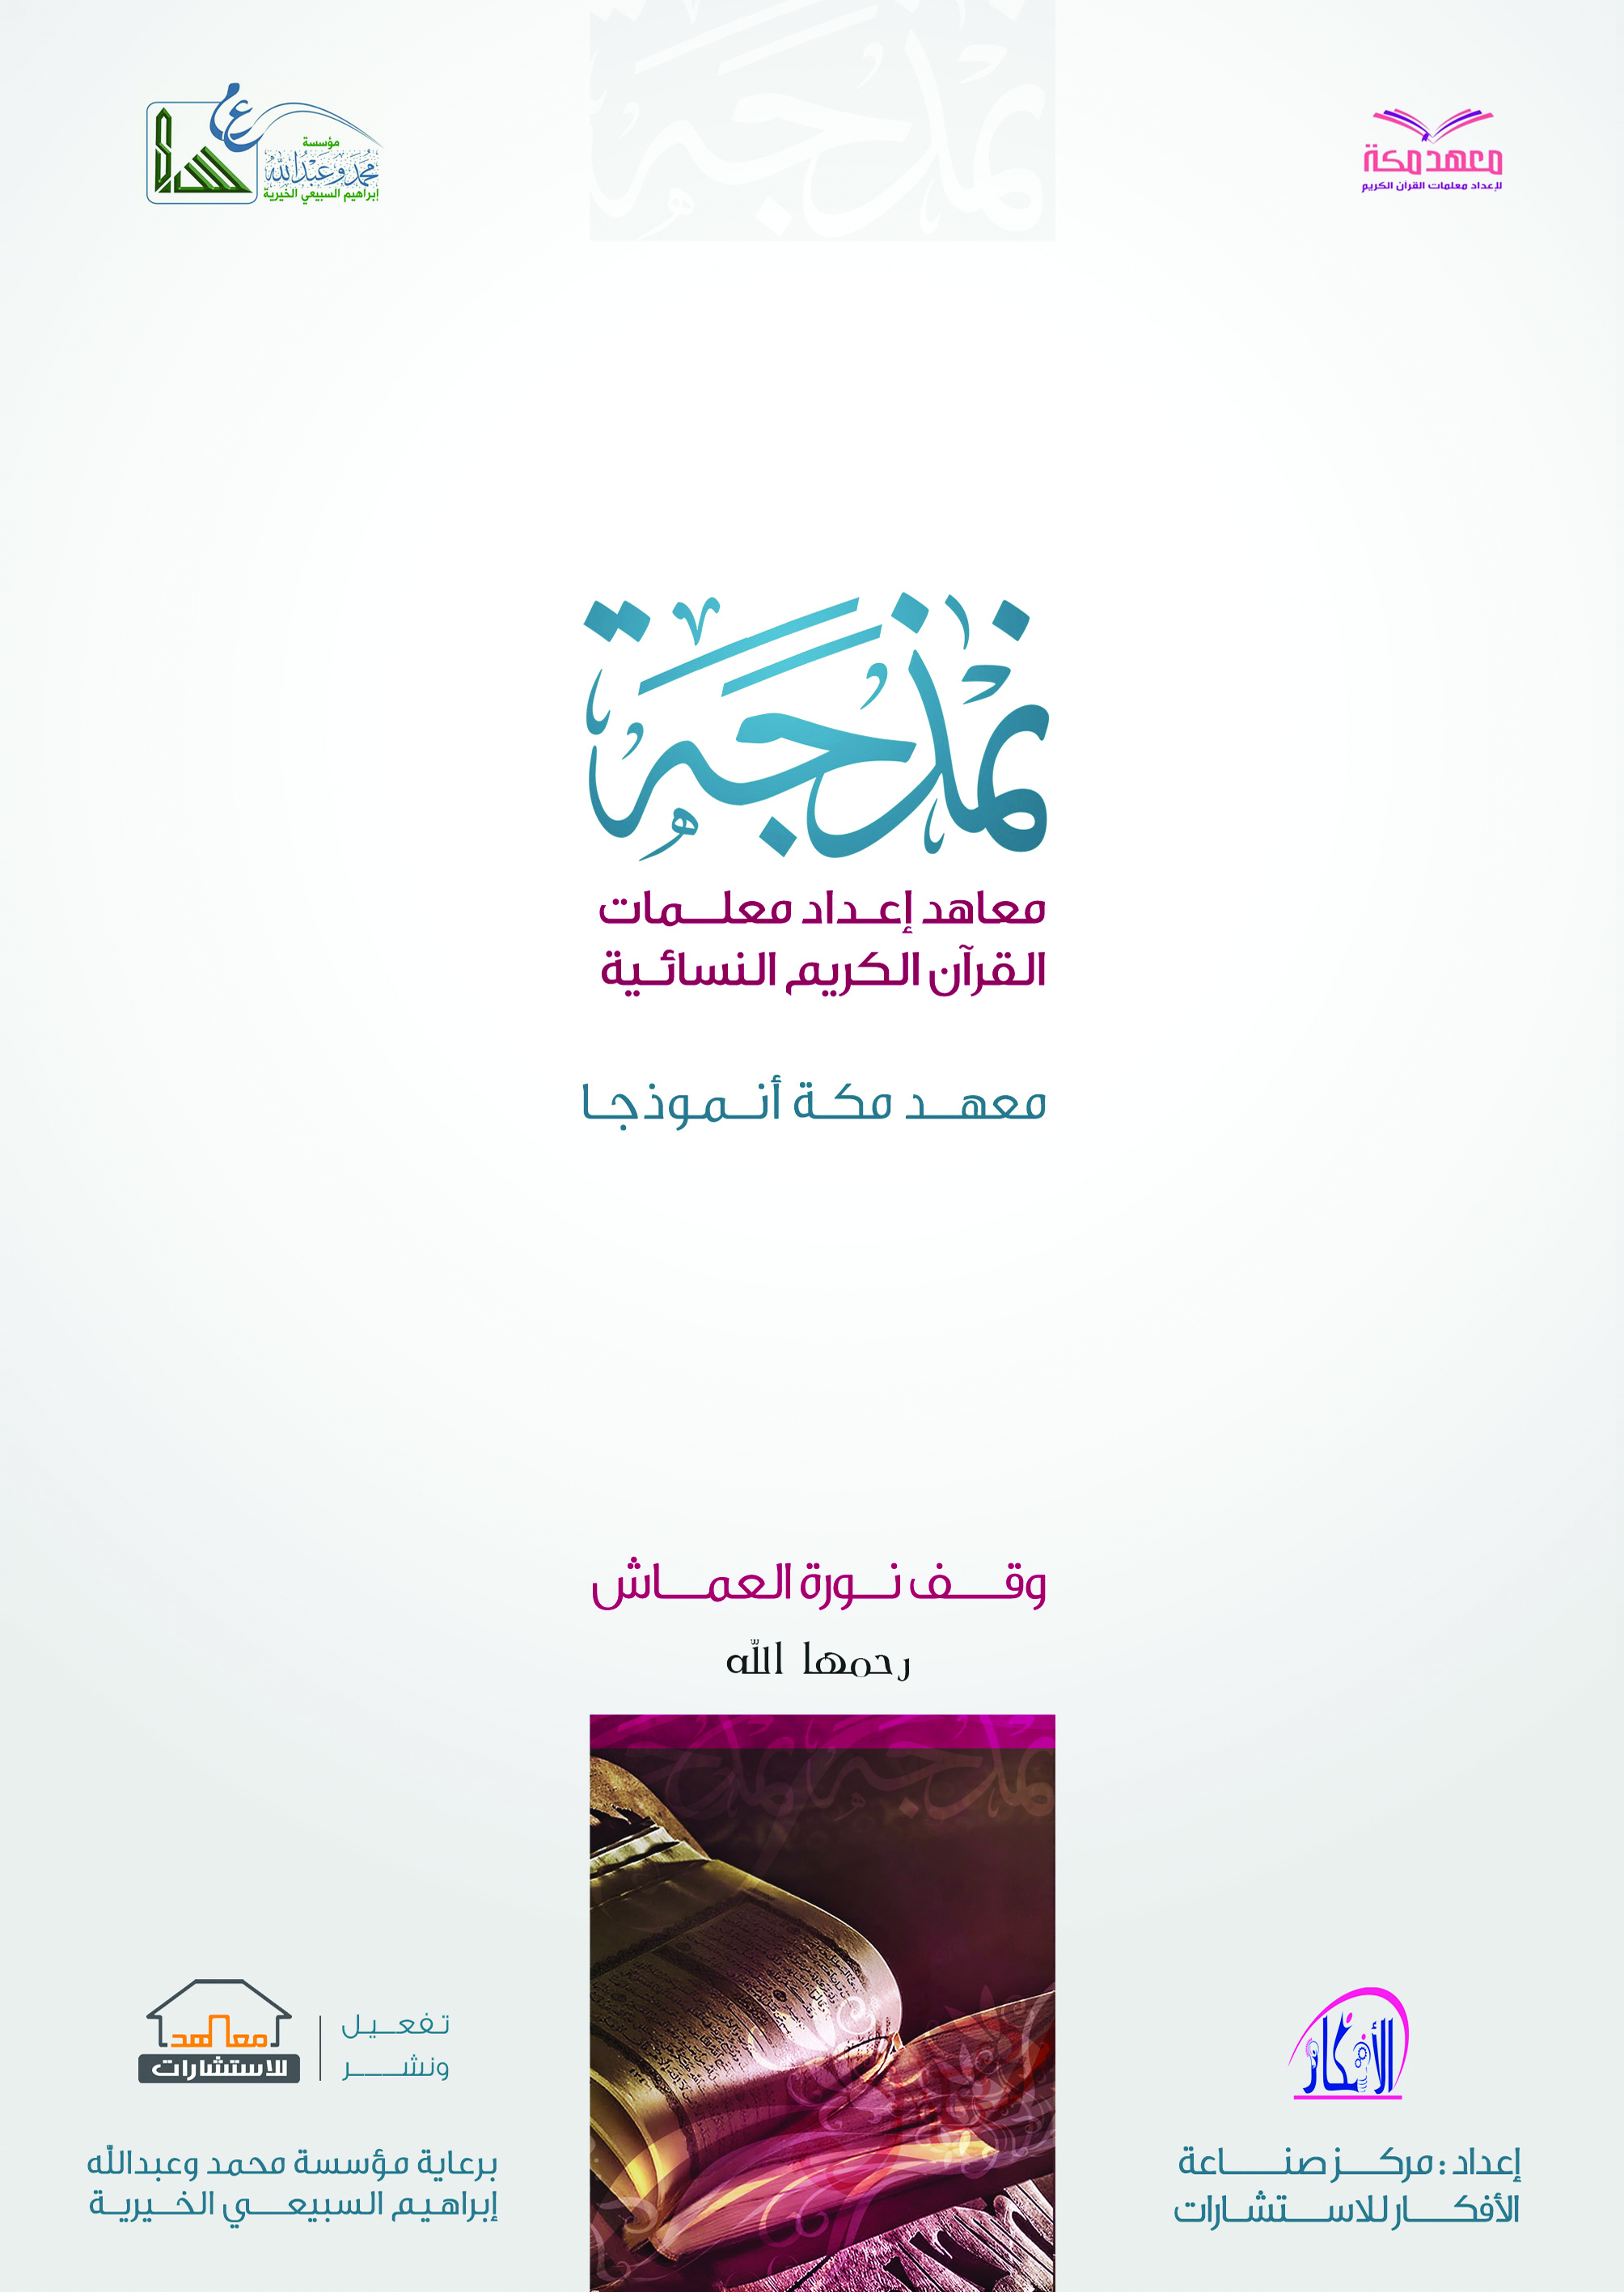 معهد مكة
لإعداد معلمات القرآن الكريم
مؤسسة
محمد وعبدالله
إبراهيم السبيعي الخيرية
نمذجة
معاهد إعداد معلمات
القرآن الكريم النسائية
معهد مكة أنموذجا
وقف نورة العماش
رحمها الله
الأفكار
إعداد : مركز صناعة
الأفكار للاستشارات
تفعيل
ونشر
معاهد
للاستشارات
برعاية مؤسسة محمد وعبدالله
إبراهيم السبيعي الخيرية